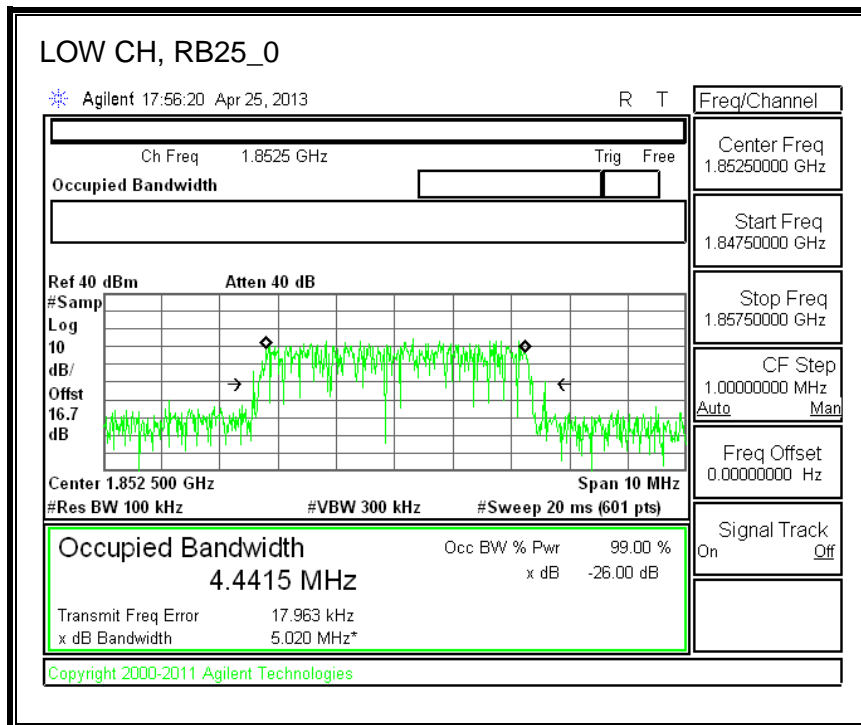 LOW CH, RB25_0
Agilent 17:56:20 Apr 25, 2013 R T
Ch Freq 1.8525 GHz Trig Free
Occupied Bandwidth
Ref 40 dBm Atten 40 dB
#Samp
Log
10
dB/
Offst
16.7
dB
Center 1.852 500 GHz Span 10 MHz
#Res BW 100 kHz #VBW 300 kHz #Sweep 20 ms (601 pts)
Occupied Bandwidth Occ BW % Pwr 99.00 %
4.4415 MHz x dB -26.00 dB
Transmit Freq Error 17.963 kHz
x dB Bandwidth 5.020 MHz*
Copyright 2000-2011 Agilent Technologies
Freq/Channel
Center Freq
1.85250000 GHz
Start Freq
1.84750000 GHz
Stop Freq
1.85750000 GHz
CF Step
1.00000000 MHz
Auto Man
Freq Offset
0.00000000 Hz
Signal Track
On Off